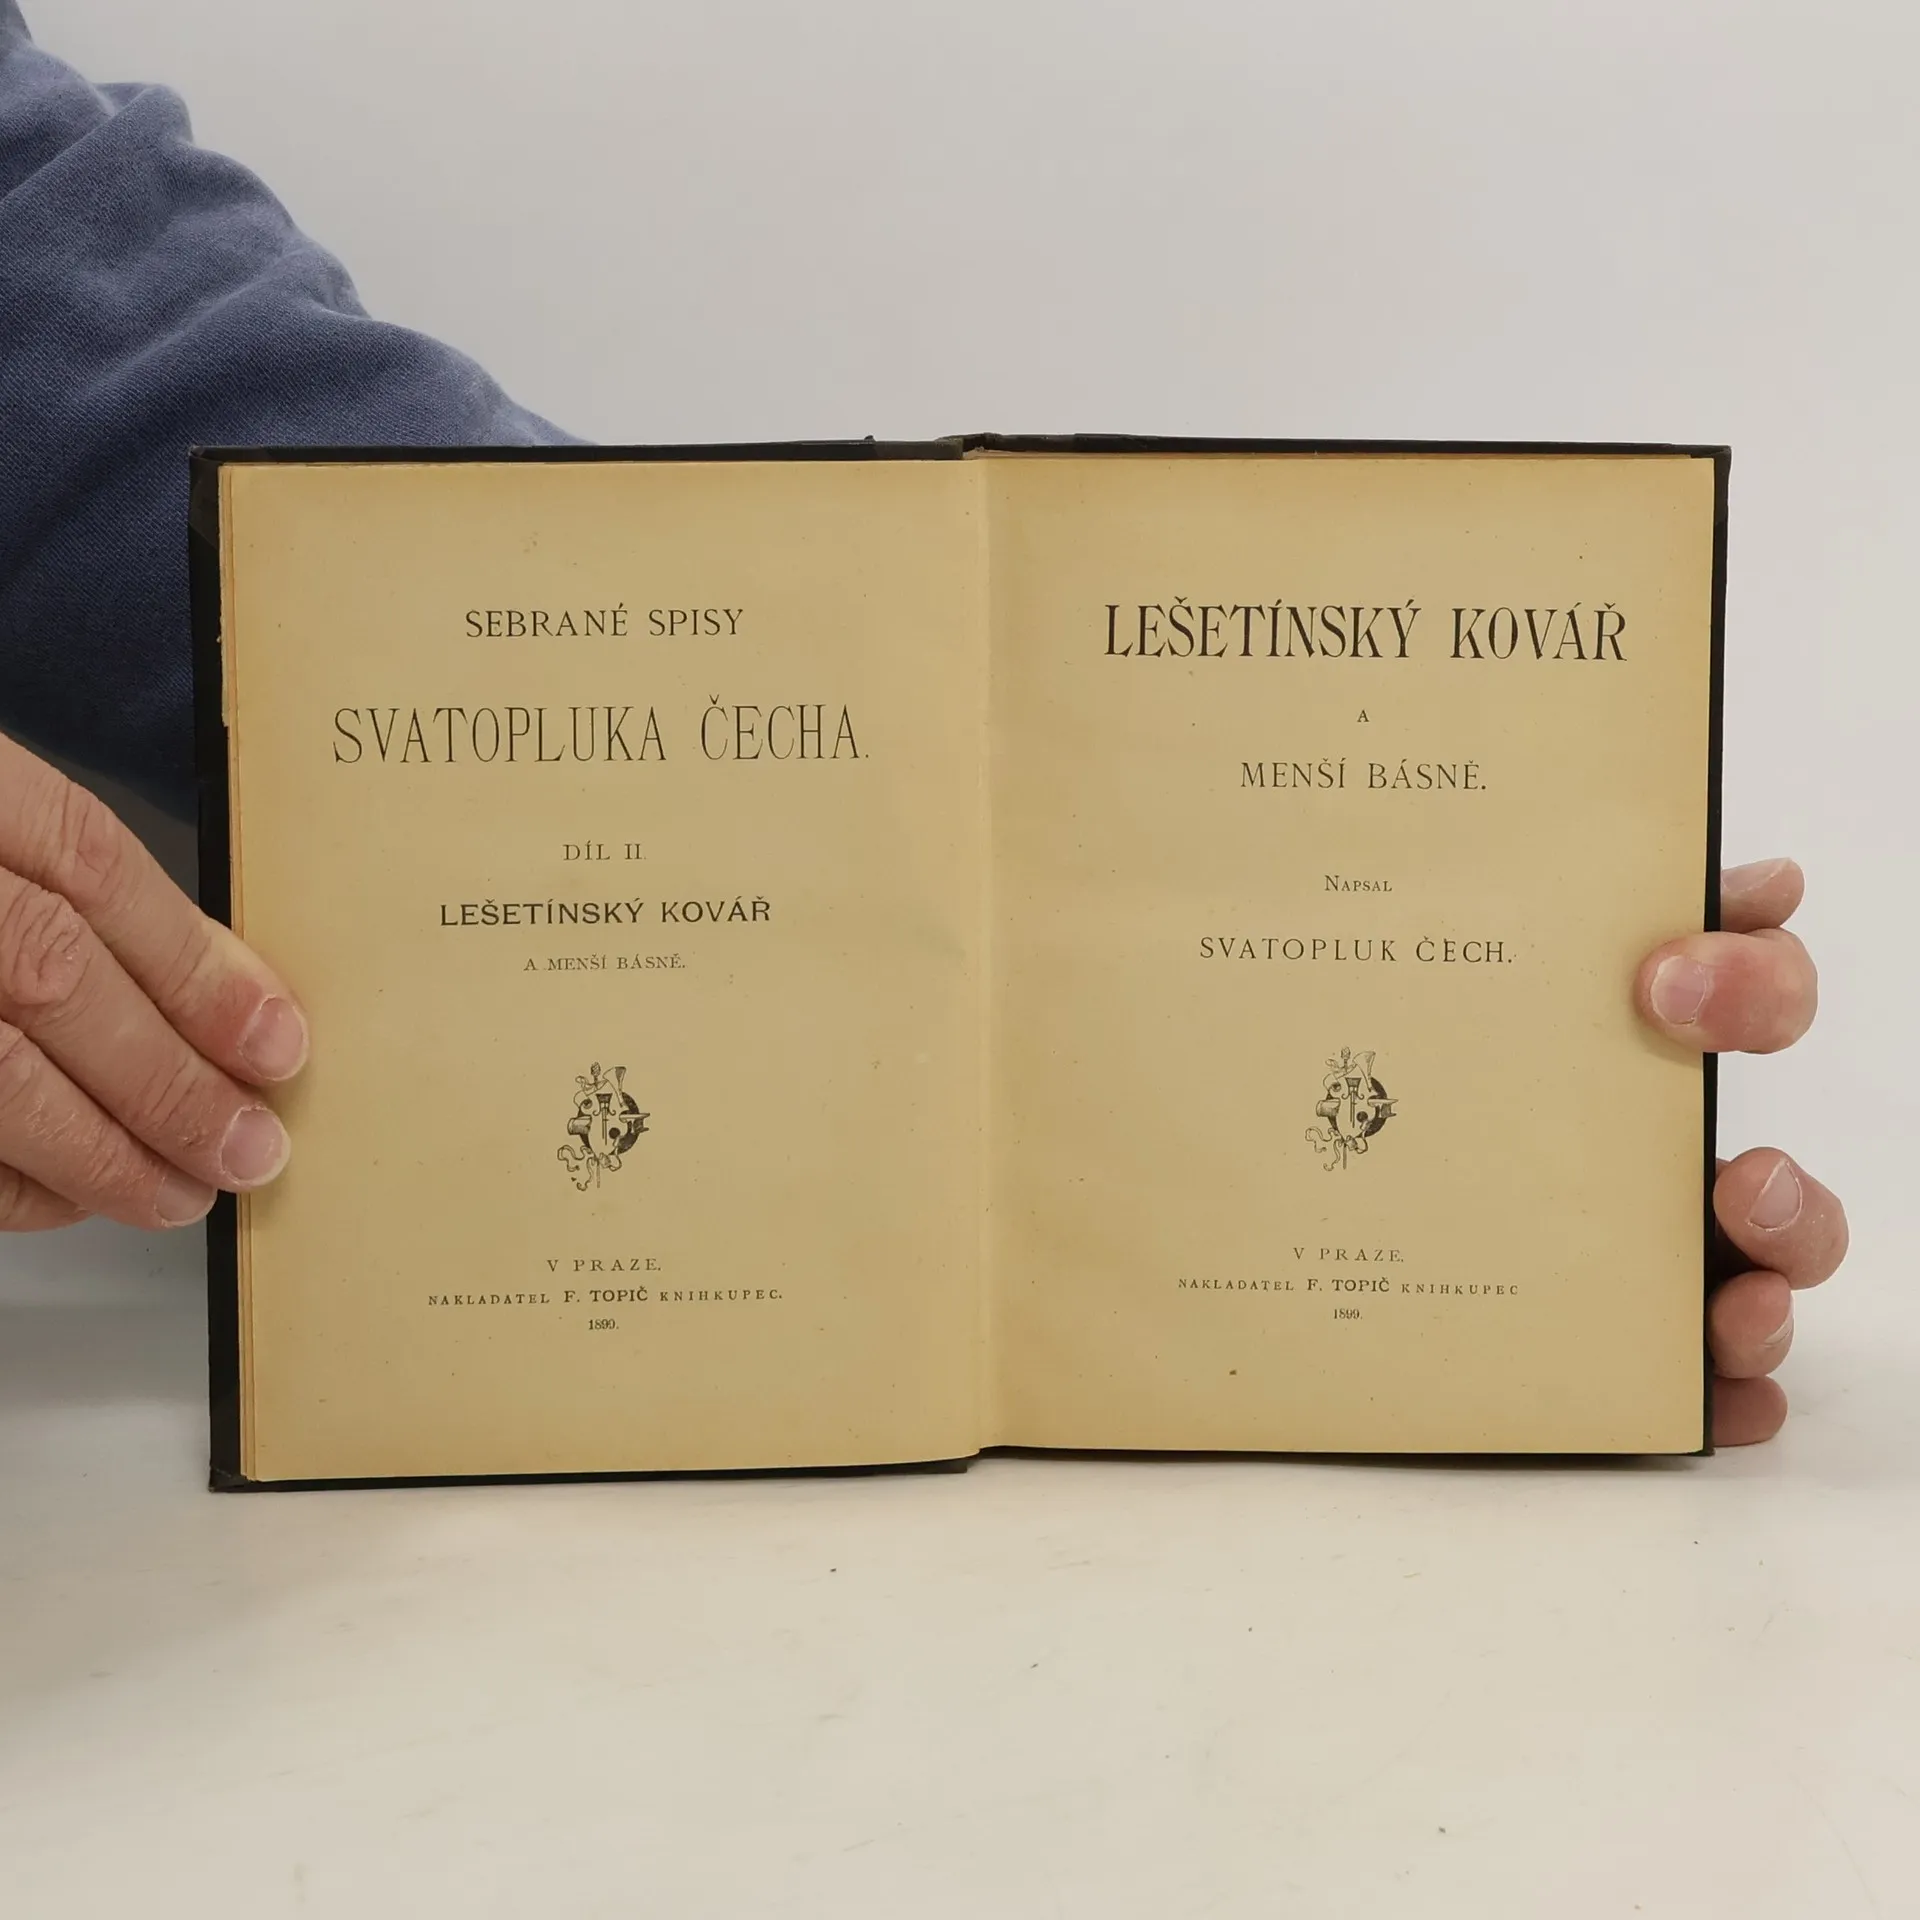 SEBRANÉ SPISY
SVATOPLUKA ČECHA.
DÍL II.
LEŠETÍNSKÝ KOVÁŘ
A MENŠÍ BÁSNĚ.
V PRAZE.
NAKLADATEL F. TOPIČ KNIHKUPEC.
1899.
LEŠETÍNSKÝ KOVÁŘ
A
MENŠÍ BÁSNĚ.
NAPSAL
SVATOPLUK ČECH.
V PRAZE.
NAKLADATEL F. TOPIČ KNIHKUPEC
1899.